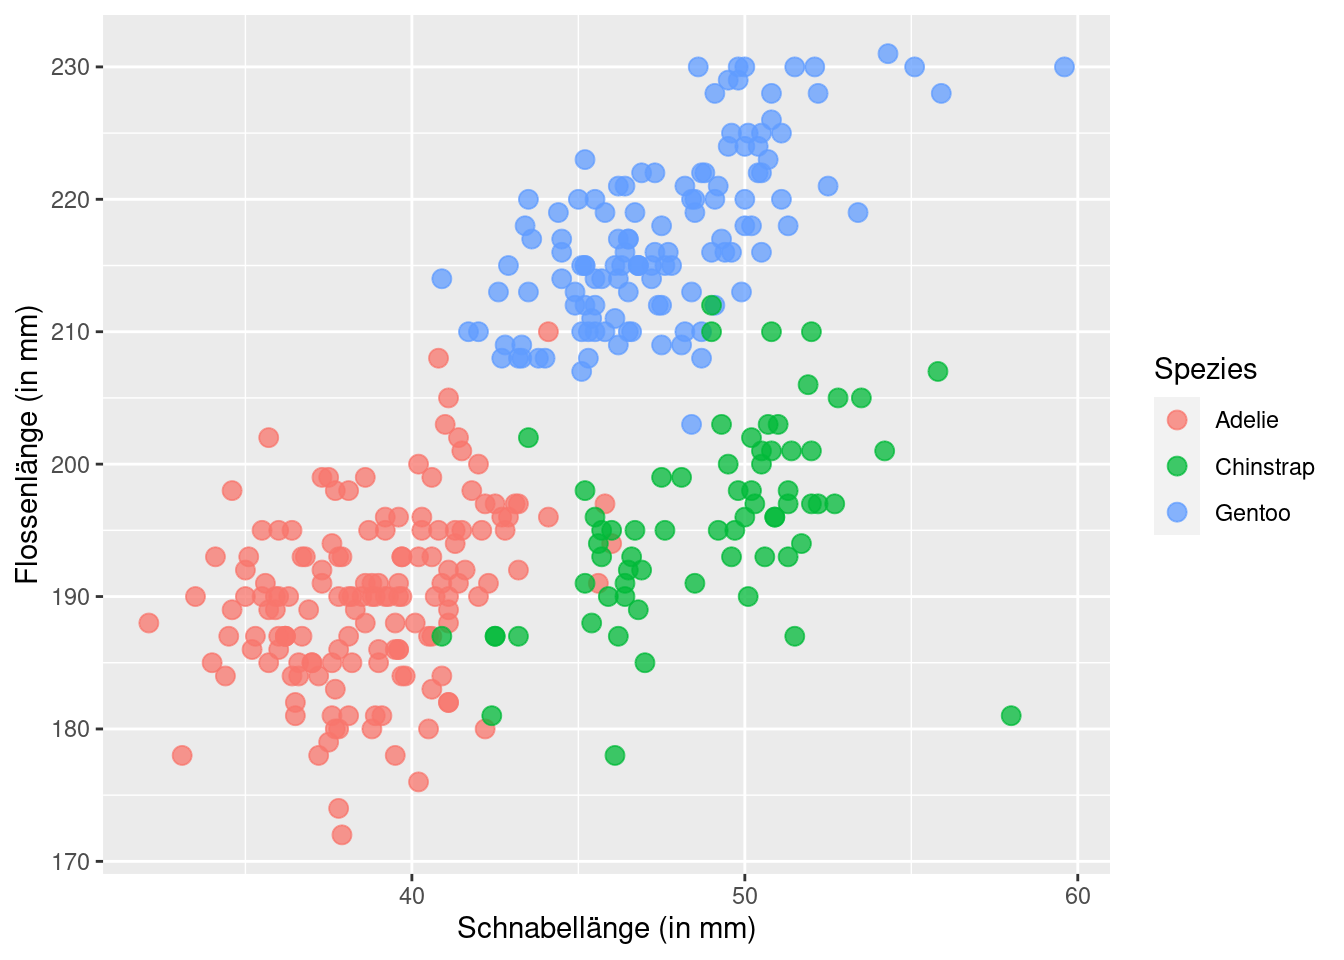 Flossenlänge (in mm)
230
220
210
200
190
180
170
40 50 60
Schnabellänge (in mm)
Spezies
Adelie
Chinstrap
Gentoo